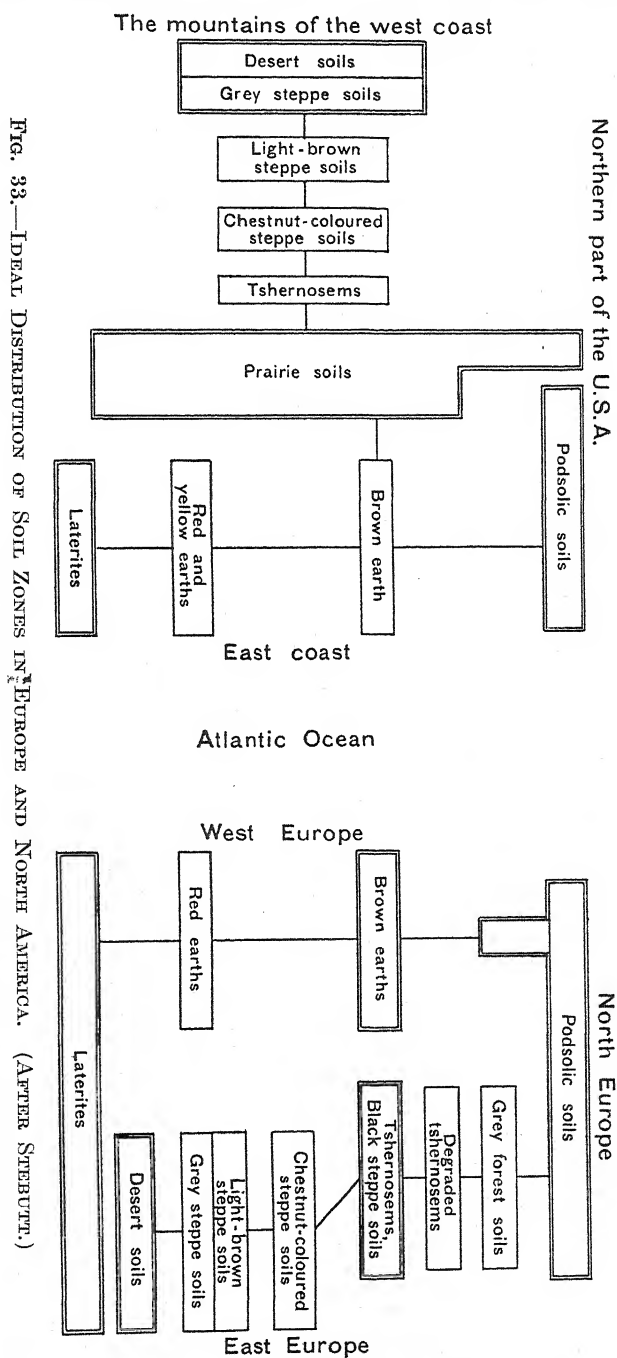 The mountains of the west coast
Desert soils
Grey steppe soils
Light-brown
steppe soils
Chestnut-coloured
steppe soils
Tshernosems
Prairie soils
Northern part of the U.S.A.
Podsolic soils
Brown earth
Red and
yellow earths
Laterites
East coast
Atlantic Ocean
West Europe
North Europe
Podsolic soils
Brown earths
Red earths
Laterites
Grey forest soils
Degraded
tshernosems
Tshernosems,
Black steppe soils
Chestnut-coloured
steppe soils
Light-brown
steppe soils
Grey steppe soils
Desert soils
East Europe
FIG. 33.—IDEAL DISTRIBUTION OF SOIL ZONES IN EUROPE AND NORTH AMERICA. (AFTER STEBUTT.)